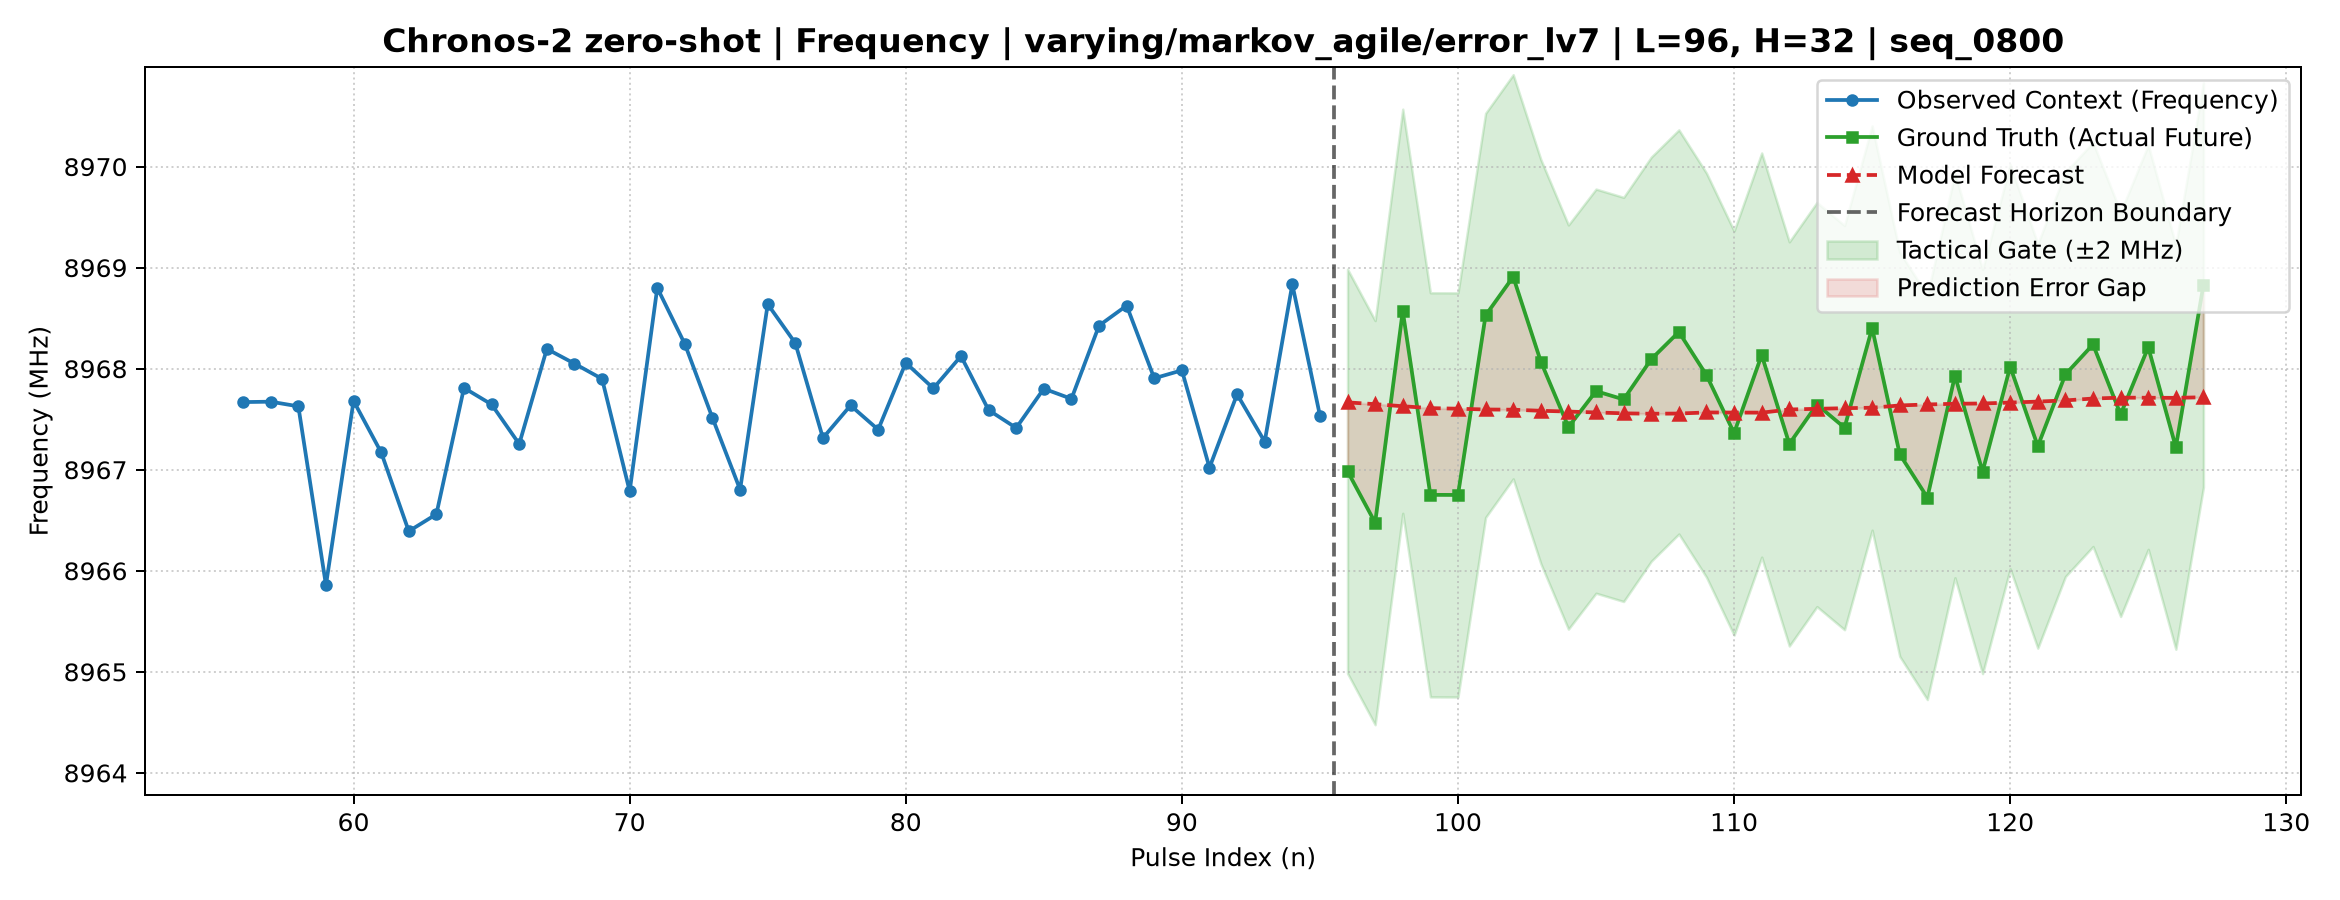 Chronos-2 zero-shot | Frequency | varying/markov_agile/error_lv7 | L=96, H=32 | seq_0800
Observed Context (Frequency)
Ground Truth (Actual Future)
Model Forecast
Forecast Horizon Boundary
Tactical Gate (±2 MHz)
Prediction Error Gap
Frequency (MHz)
8970
8969
8968
8967
8966
8965
8964
60 70 80 90 100 110 120 130
Pulse Index (n)